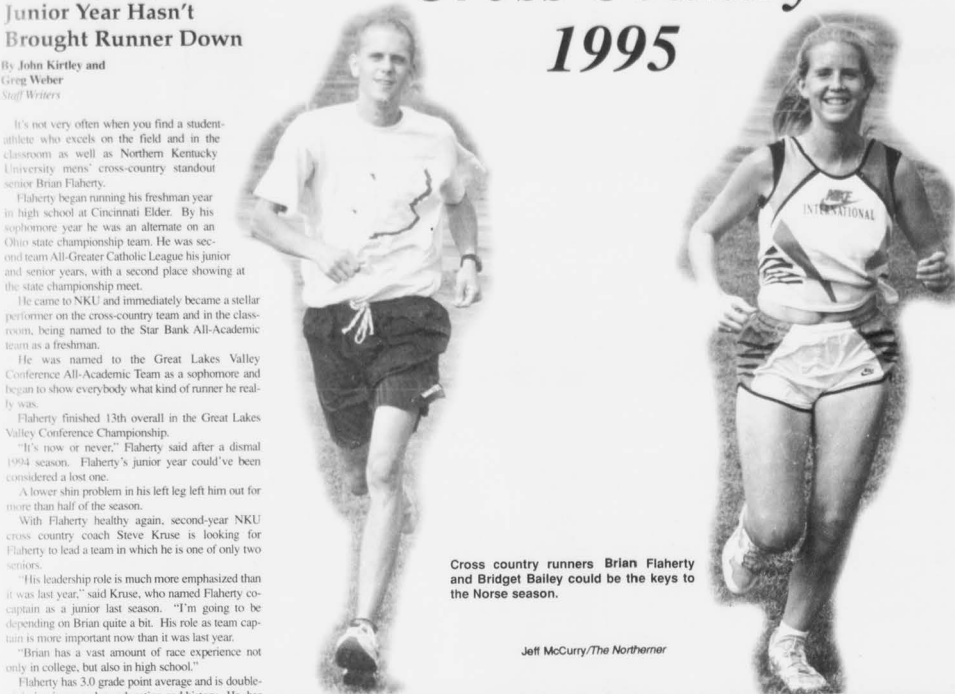 1995
Junior Year Hasn't
Brought Runner Down
By John Kirtley and
Greg Weber
Staff Writers
It's not very often when you find a student-
athlete who excels on the field and in the
classroom as well as Northern Kentucky
University mens' cross-country standout
senior Brian Flaherty.
Flaherty began running his freshman year
in high school at Cincinnati Elder. By his
sophomore year he was an alternate on an
Ohio state championship team. He was sec-
ond team All-Greater Catholic League his junior
and senior years, with a second place showing at
the state championship meet.
He came to NKU and immediately became a stellar
performer on the cross-country team and in the class-
room, being named to the Star Bank All-Academic
team as a freshman.
He was named to the Great Lakes Valley
Conference All-Academic Team as a sophomore and
began to show everybody what kind of runner he real-
ly was.
Flaherty finished 13th overall in the Great Lakes
Valley Conference Championship.
"It's now or never," Flaherty said after a dismal
1994 season. Flaherty's junior year could've been
considered a lost one.
A lower shin problem in his left leg left him out for
more than half of the season.
With Flaherty healthy again, second-year NKU
cross country coach Steve Kruse is looking for
Flaherty to lead a team in which he is one of only two
seniors.
"His leadership role is much more emphasized than
it was last year," said Kruse, who named Flaherty co-
captain as a junior last season. "I'm going to be
depending on Brian quite a bit. His role as team cap-
tain is more important now than it was last year.
"Brian has a vast amount of race experience not
only in college, but also in high school."
Flaherty has 3.0 grade point average and is double-
NIKE
INTERNATIONAL
Cross country runners Brian Flaherty
and Bridget Bailey could be the keys to
the Norse season.
Jeff McCurry/The Northerner